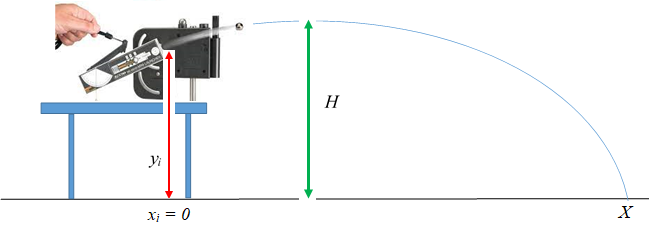 H
yᵢ
xᵢ = 0
X